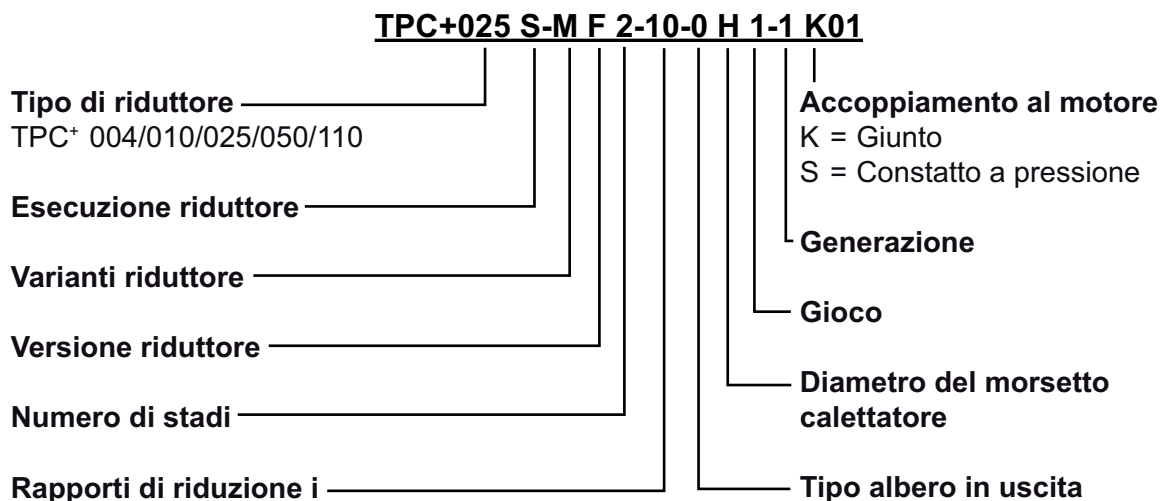 TPC+025 S-M F 2-10-0 H 1-1 K01
Tipo di riduttore
TPC⁺ 004/010/025/050/110
Esecuzione riduttore
Varianti riduttore
Versione riduttore
Numero di stadi
Rapporti di riduzione i
Accoppiamento al motore
K = Giunto
S = Constatto a pressione
Generazione
Gioco
Diametro del morsetto
calettatore
Tipo albero in uscita